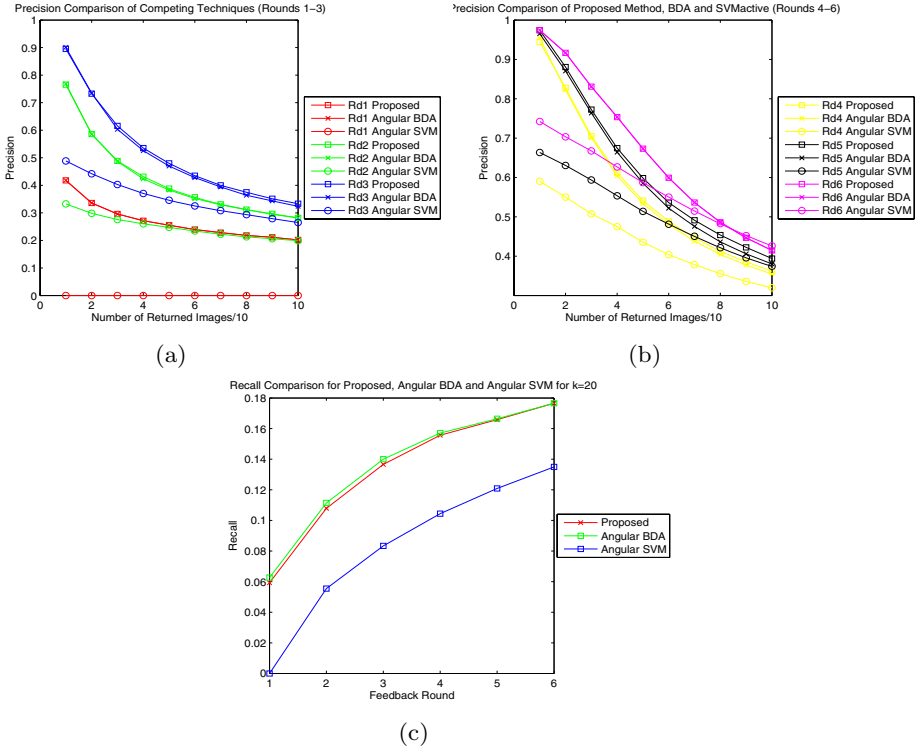 Precision Comparison of Competing Techniques (Rounds 1−3)
1
0.9
0.8
0.7
0.6
0.5
0.4
0.3
0.2
0.1
0
Precision
2
4
6
8
10
Number of Returned Images/10
Rd1 Proposed
Rd1 Angular BDA
Rd1 Angular SVM
Rd2 Proposed
Rd2 Angular BDA
Rd2 Angular SVM
Rd3 Proposed
Rd3 Angular BDA
Rd3 Angular SVM
(a)
Precision Comparison of Proposed Method, BDA and SVMactive (Rounds 4−6)
1
0.9
0.8
0.7
0.6
0.5
0.4
Precision
2
4
6
8
10
Number of Returned Images/10
Rd4 Proposed
Rd4 Angular BDA
Rd4 Angular SVM
Rd5 Proposed
Rd5 Angular BDA
Rd5 Angular SVM
Rd6 Proposed
Rd6 Angular BDA
Rd6 Angular SVM
(b)
Recall Comparison for Proposed, Angular BDA and Angular SVM for k=20
0.18
0.16
0.14
0.12
0.1
0.08
0.06
0.04
0.02
0
Recall
1
2
3
4
5
6
Feedback Round
Proposed
Angular BDA
Angular SVM
(c)